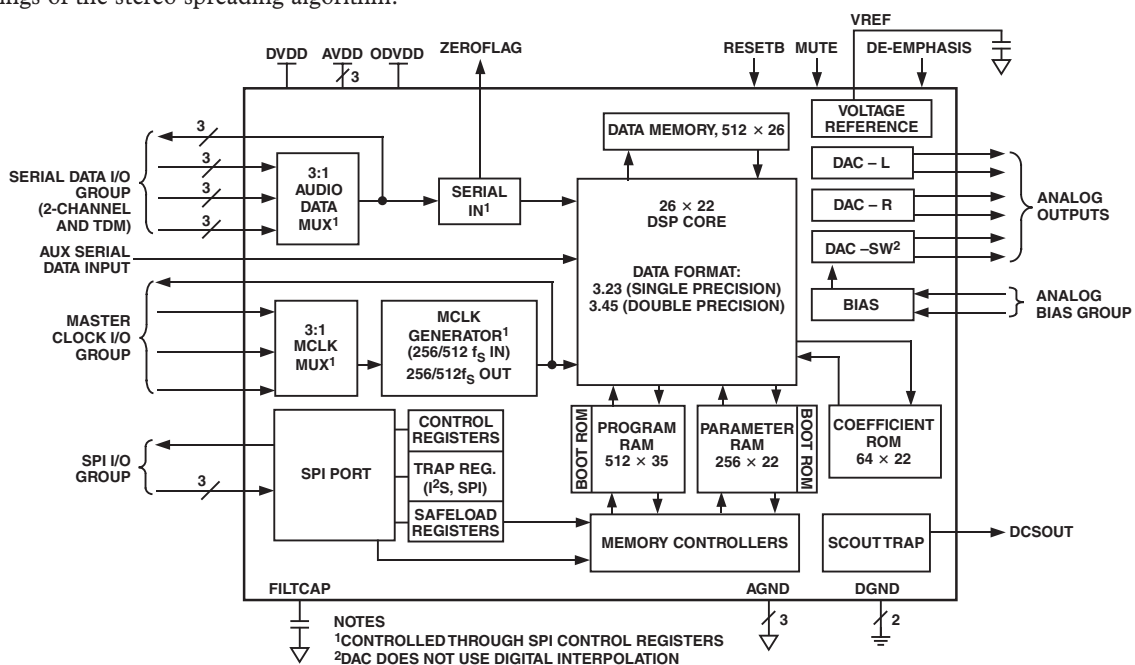 ings of the stereo spreading algorithm.
VREF
DVDD AVDD ODVDD ZEROFLAG RESETB MUTE DE-EMPHASIS
3
VOLTAGE
REFERENCE
DATA MEMORY, 512 × 26
3
3
3
3
SERIAL DATA I/O
GROUP
(2-CHANNEL
AND TDM)
3:1
AUDIO
DATA
MUX1
SERIAL
IN1
26 × 22
DSP CORE
DATA FORMAT:
3.23 (SINGLE PRECISION)
3.45 (DOUBLE PRECISION)
DAC – L
DAC – R
DAC –SW2
ANALOG
OUTPUTS
AUX SERIAL
DATA INPUT
BIAS
ANALOG
BIAS GROUP
MASTER
CLOCK I/O
GROUP
3:1
MCLK
MUX1
MCLK
GENERATOR1
(256/512 fS IN)
256/512fS OUT
SPI I/O
GROUP
3
SPI PORT
CONTROL
REGISTERS
TRAP REG.
(I2S, SPI)
SAFELOAD
REGISTERS
BOOT ROM
PROGRAM
RAM
512 × 35
PARAMETER
RAM
256 × 22
BOOT ROM
COEFFICIENT
ROM
64 × 22
MEMORY CONTROLLERS
SCOUT TRAP
DCSOUT
FILTCAP
AGND
3
DGND
2
NOTES
1CONTROLLED THROUGH SPI CONTROL REGISTERS
2DAC DOES NOT USE DIGITAL INTERPOLATION